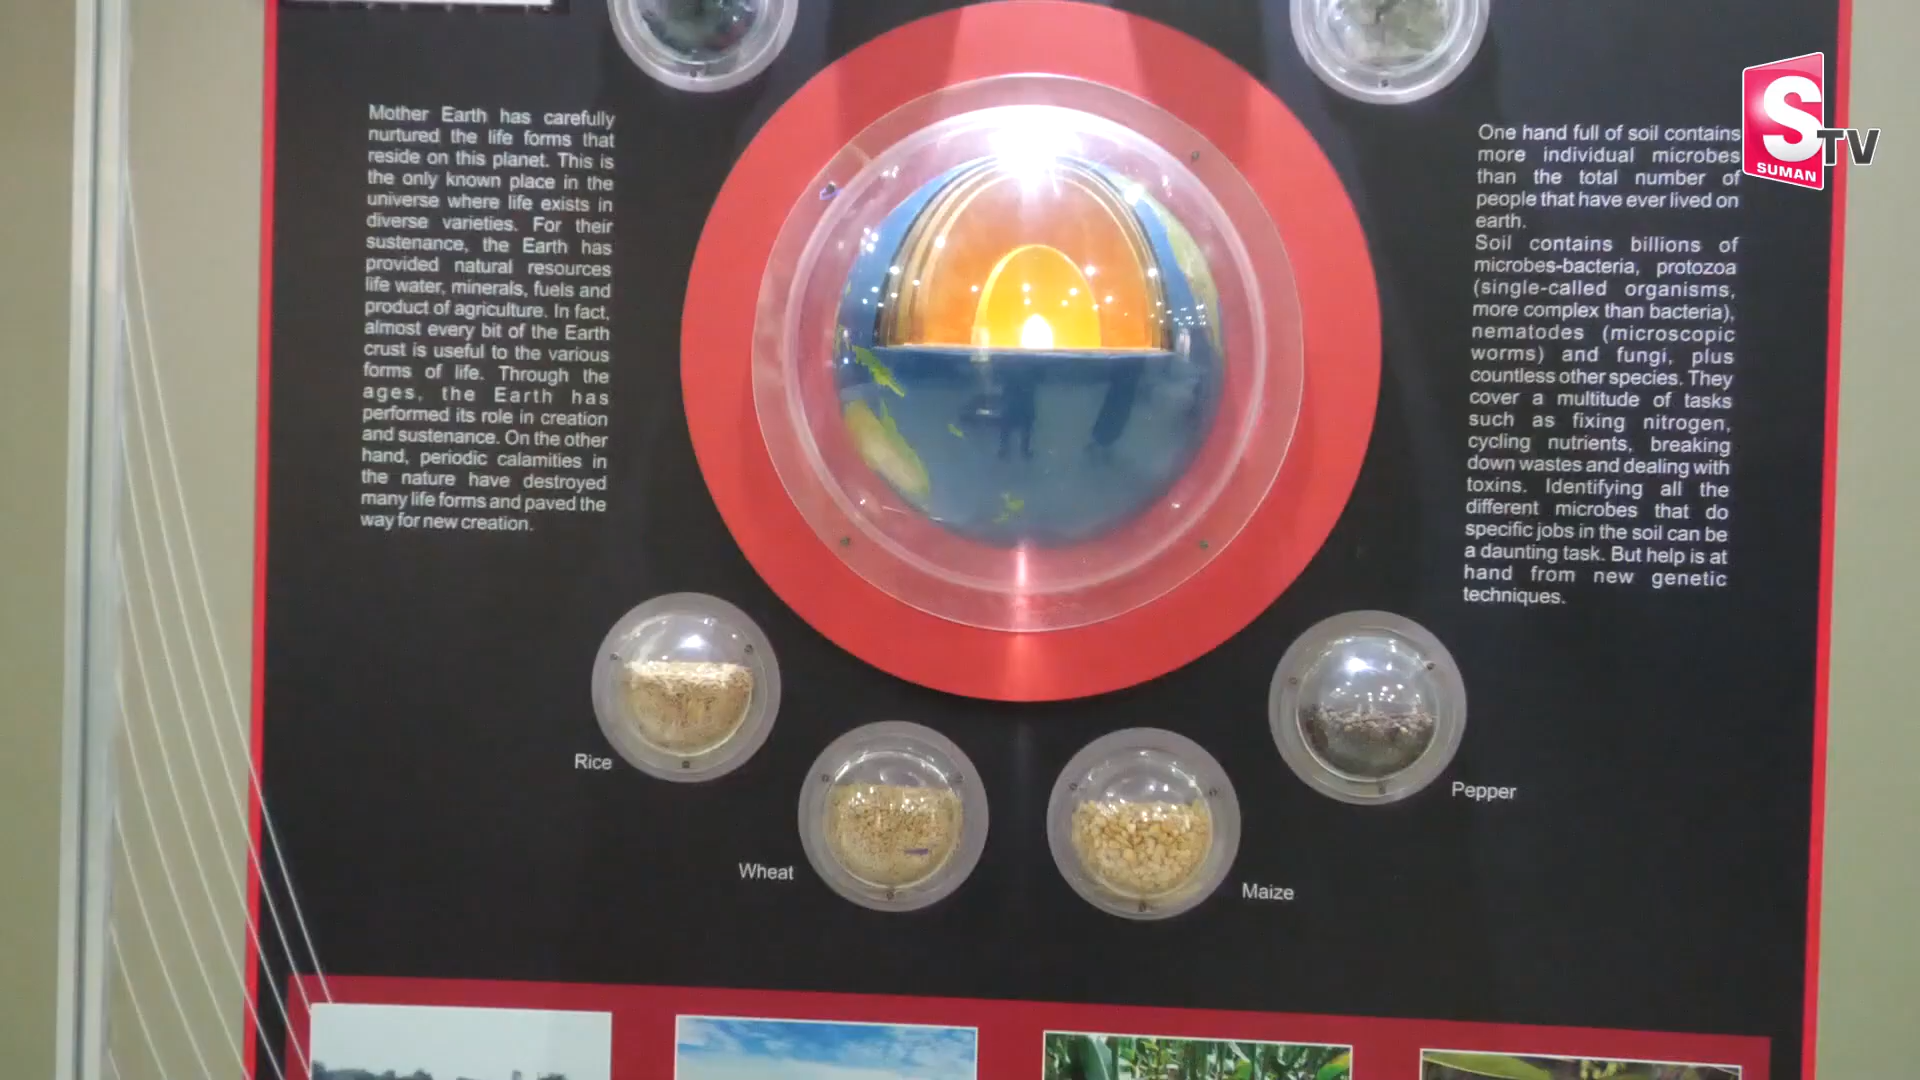 Mother Earth has carefully
nurtured the life forms that
reside on this planet. This is
the only known place in the
universe where life exists in
diverse varieties. For their
sustenance, the Earth has
provided natural resources
life water, minerals, fuels and
product of agriculture. In fact,
almost every bit of the Earth
crust is useful to the various
forms of life. Through the
ages, the Earth has
performed its role in creation
and sustenance. On the other
hand, periodic calamities in
the nature have destroyed
many life forms and paved the
way for new creation.
One hand full of soil contains
more individual microbes
than the total number of
people that have ever lived on
earth.
Soil contains billions of
microbes-bacteria, protozoa
(single-called organisms,
more complex than bacteria),
nematodes (microscopic
worms) and fungi, plus
countless other species. They
cover a multitude of tasks
such as fixing nitrogen,
cycling nutrients, breaking
down wastes and dealing with
toxins. Identifying all the
different microbes that do
specific jobs in the soil can be
a daunting task. But help is at
hand from new genetic
techniques.
S TV
SUMAN
Rice
Wheat
Maize
Pepper